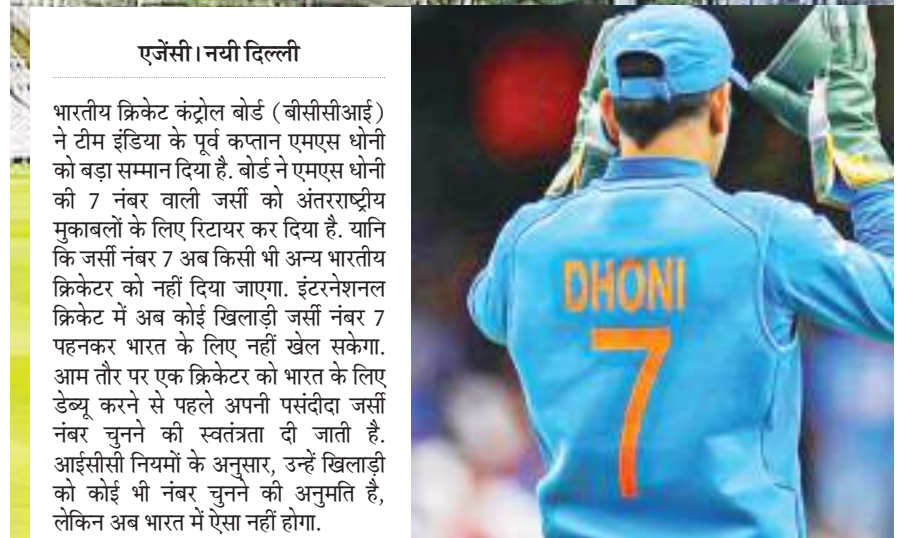 एजेंसी। नयी दिल्ली
भारतीय क्रिकेट कंट्रोल बोर्ड (बीसीसीआई)
ने टीम इंडिया के पूर्व कप्तान एमएस धोनी
को बड़ा सम्मान दिया है. बोर्ड ने एमएस धोनी
की 7 नंबर वाली जर्सी को अंतरराष्ट्रीय
मुकाबलों के लिए रिटायर कर दिया है. यानि
कि जर्सी नंबर 7 अब किसी भी अन्य भारतीय
क्रिकेटर को नहीं दिया जाएगा. इंटरनेशनल
क्रिकेट में अब कोई खिलाड़ी जर्सी नंबर 7
पहनकर भारत के लिए नहीं खेल सकेगा.
आम तौर पर एक क्रिकेटर को भारत के लिए
डेब्यू करने से पहले अपनी पसंदीदा जर्सी
नंबर चुनने की स्वतंत्रता दी जाती है.
आईसीसी नियमों के अनुसार, उन्हें खिलाड़ी
को कोई भी नंबर चुनने की अनुमति है,
लेकिन अब भारत में ऐसा नहीं होगा.
DHONI
7